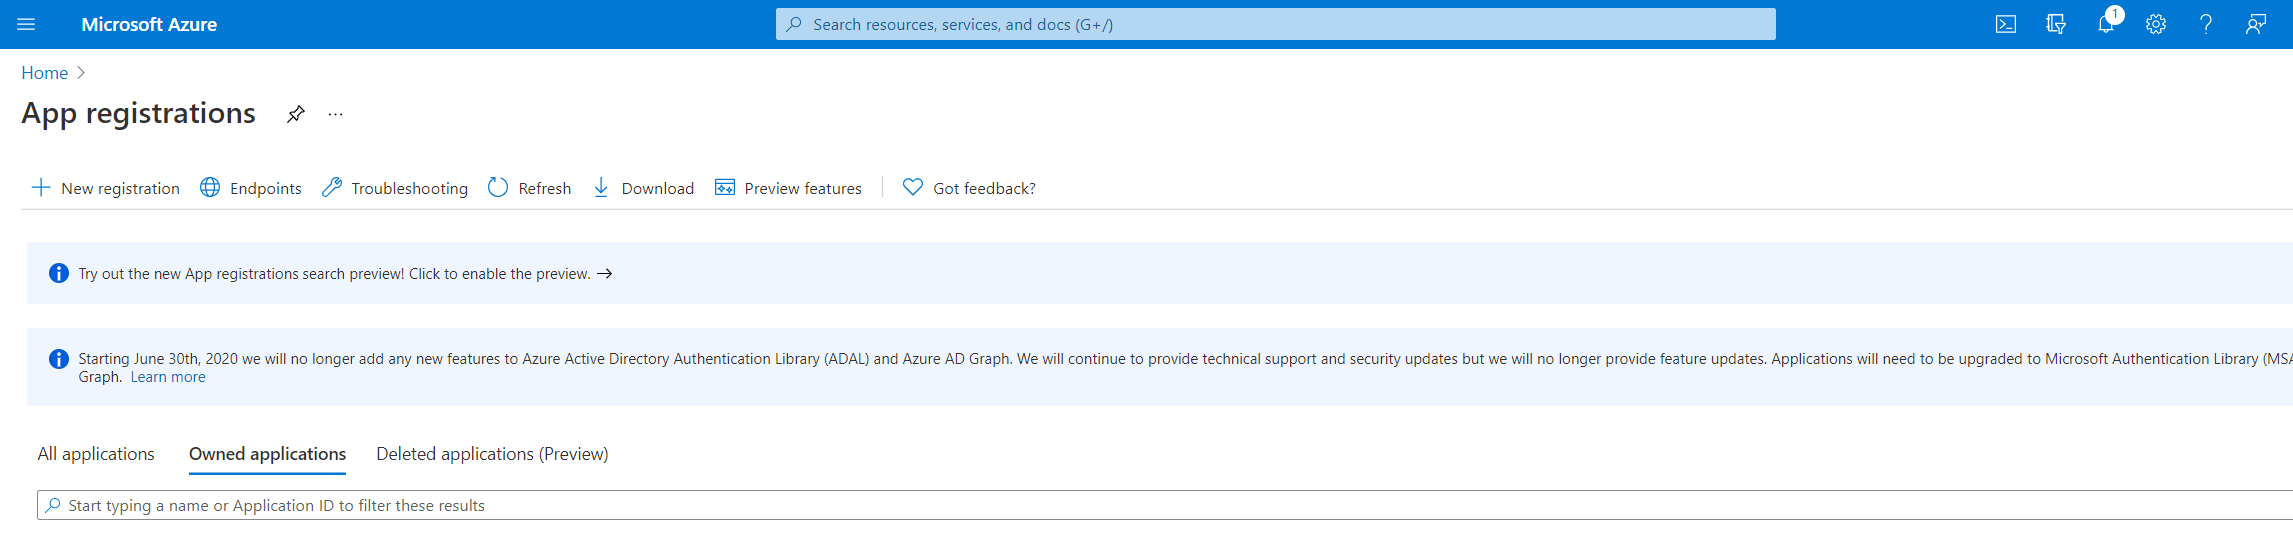 Microsoft Azure
Search resources, services, and docs (G+/)
1
Home
App registrations
New registration
Endpoints
Troubleshooting
Refresh
Download
Preview features
Got feedback?
Try out the new App registrations search preview! Click to enable the preview.
Starting June 30th, 2020 we will no longer add any new features to Azure Active Directory Authentication Library (ADAL) and Azure AD Graph. We will continue to provide technical support and security updates but we will no longer provide feature updates. Applications will need to be upgraded to Microsoft Authentication Library (MSA
Graph. Learn more
All applications
Owned applications
Deleted applications (Preview)
Start typing a name or Application ID to filter these results